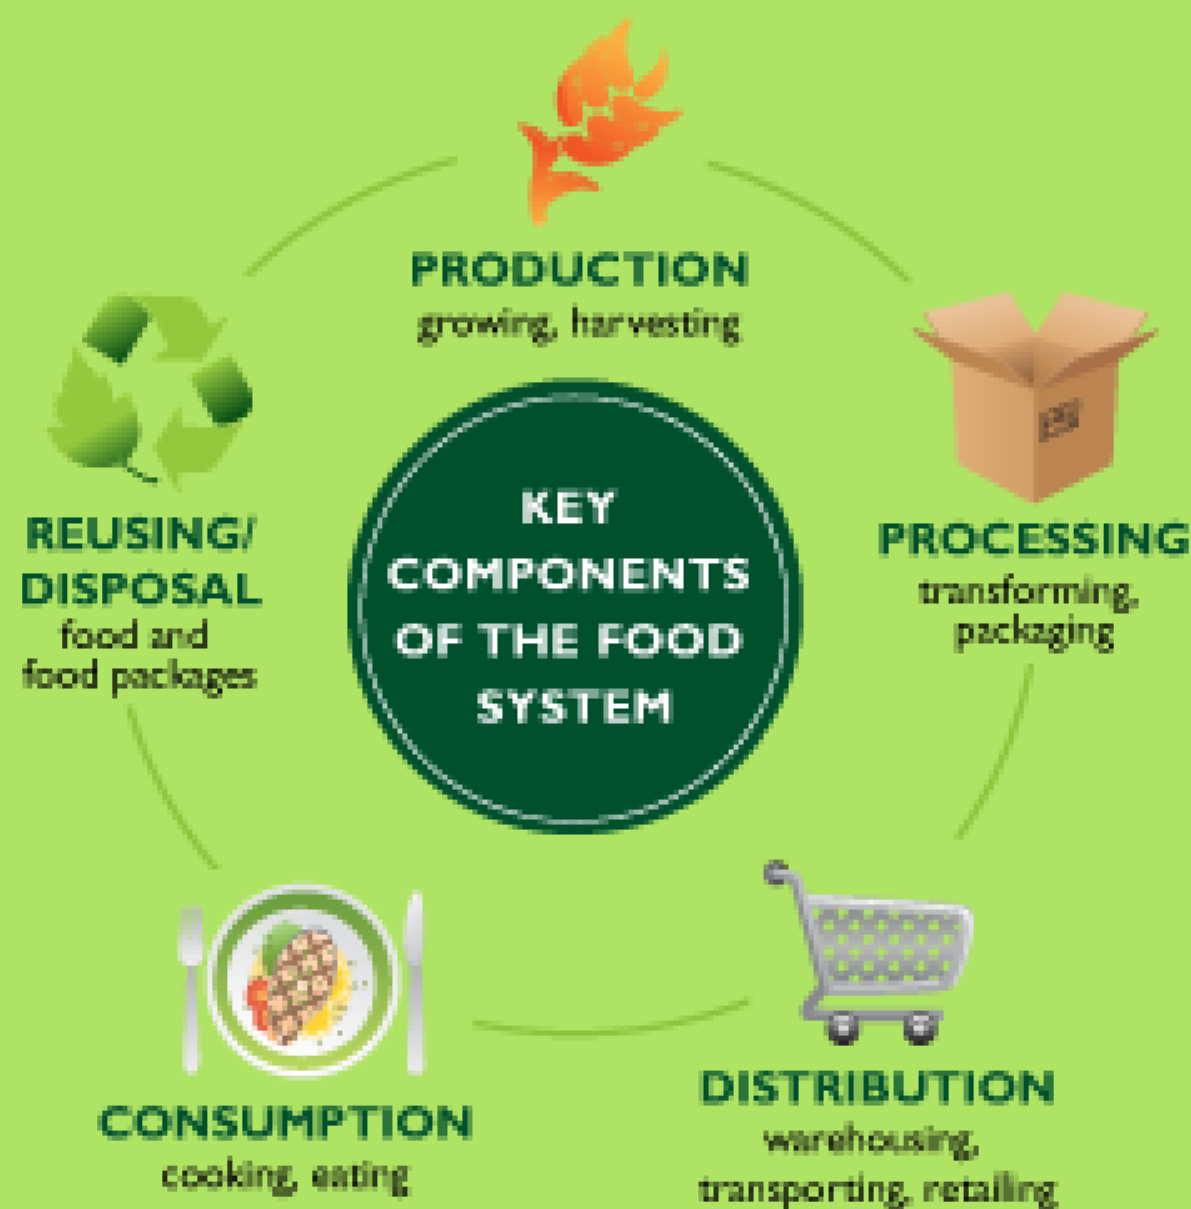 PRODUCTION
growing, harvesting
PROCESSING
transforming,
packaging
DISTRIBUTION
warehousing,
transporting, retailing
CONSUMPTION
cooking, eating
REUSING/
DISPOSAL
food and
food packages
KEY
COMPONENTS
OF THE FOOD
SYSTEM